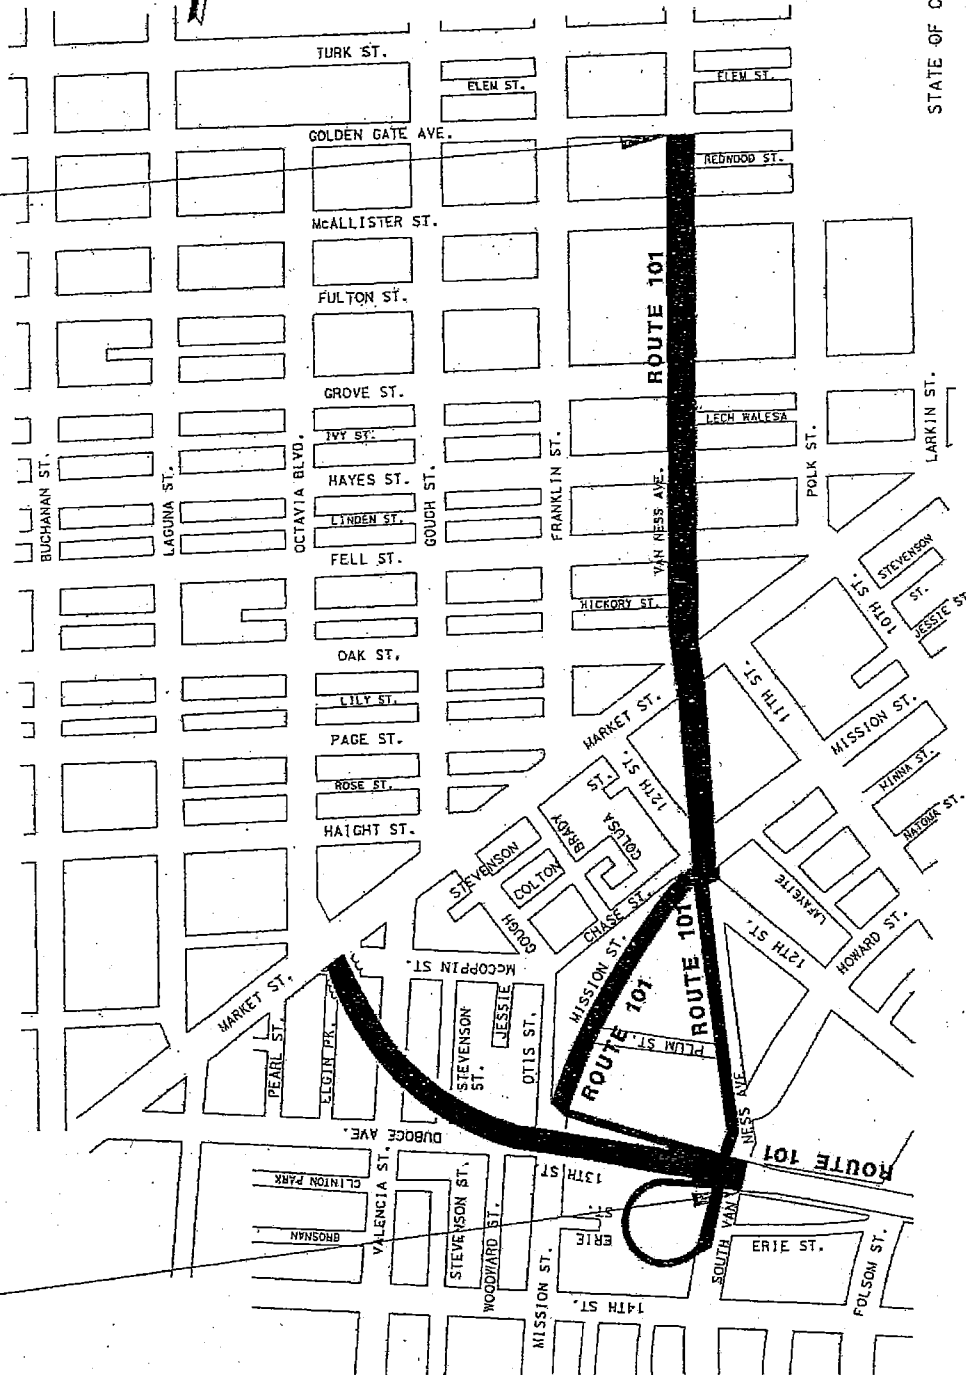 STATE OF C
TURK ST.
ELEM ST.
ELEM ST.
GOLDEN GATE AVE.
REDWOOD ST.
McALLISTER ST.
ROUTE 101
FULTON ST.
GROVE ST.
IVY ST.
LECH WALESA
LARKIN ST.
BUCHANAN ST.
LAGUNA ST.
OCTAVIA BLVD.
HAYES ST.
GOUGH ST.
FRANKLIN ST.
VAN NESS AVE.
POLK ST.
LINDEN ST.
FELL ST.
HICKORY ST.
10TH ST.
STEVENSON
ST.
JESSIE ST
OAK ST.
LILY ST.
11TH ST.
MARKET ST.
MISSION ST.
PAGE ST.
12TH ST.
MINNA ST.
ROSE ST.
ST.
NATOMA ST.
HAIGHT ST.
BRADY
COLUSA
STEVENSON
COLTON
LAFAYETTE
GOUGH
CHASE ST.
12TH ST.
HOWARD ST.
McCOPPIN ST.
MISSION ST.
ROUTE 101
ROUTE 101
MARKET ST.
PEARL ST.
ELGIN PK.
STEVENSON
ST.
JESSIE
OTIS ST.
PLUM ST.
NESS AVE.
DUBOCE AVE.
ROUTE 101
13TH ST.
CLINTON PARK
VALENCIA ST.
STEVENSON ST.
WOODWARD ST.
BROSNAN
ERIE
ST.
SOUTH VAN
ERIE ST.
FOLSOM ST.
MISSION ST.
14TH ST.